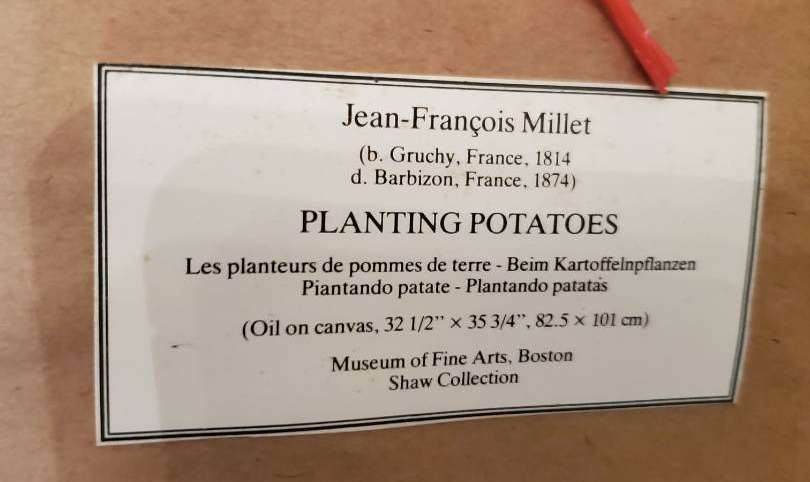 Jean-François Millet
(b. Gruchy, France, 1814
d. Barbizon, France, 1874)
PLANTING POTATOES
Les planteurs de pommes de terre - Beim Kartoffelnpflanzen
Piantando patate - Plantando patatas
(Oil on canvas, 32 1/2” × 35 3/4”, 82.5 × 101 cm)
Museum of Fine Arts, Boston
Shaw Collection